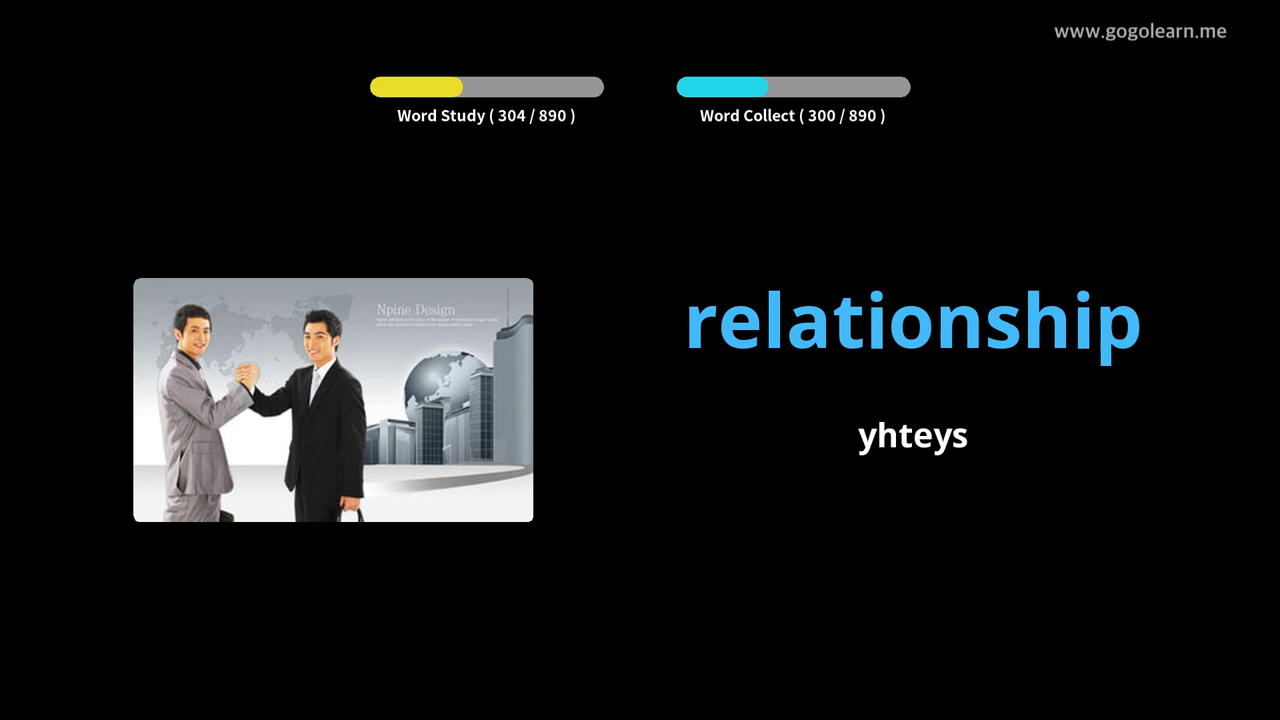 www.gogolearn.me
Word Study ( 304 / 890 )
Word Collect ( 300 / 890 )
Npine Design
relationship
yhteys